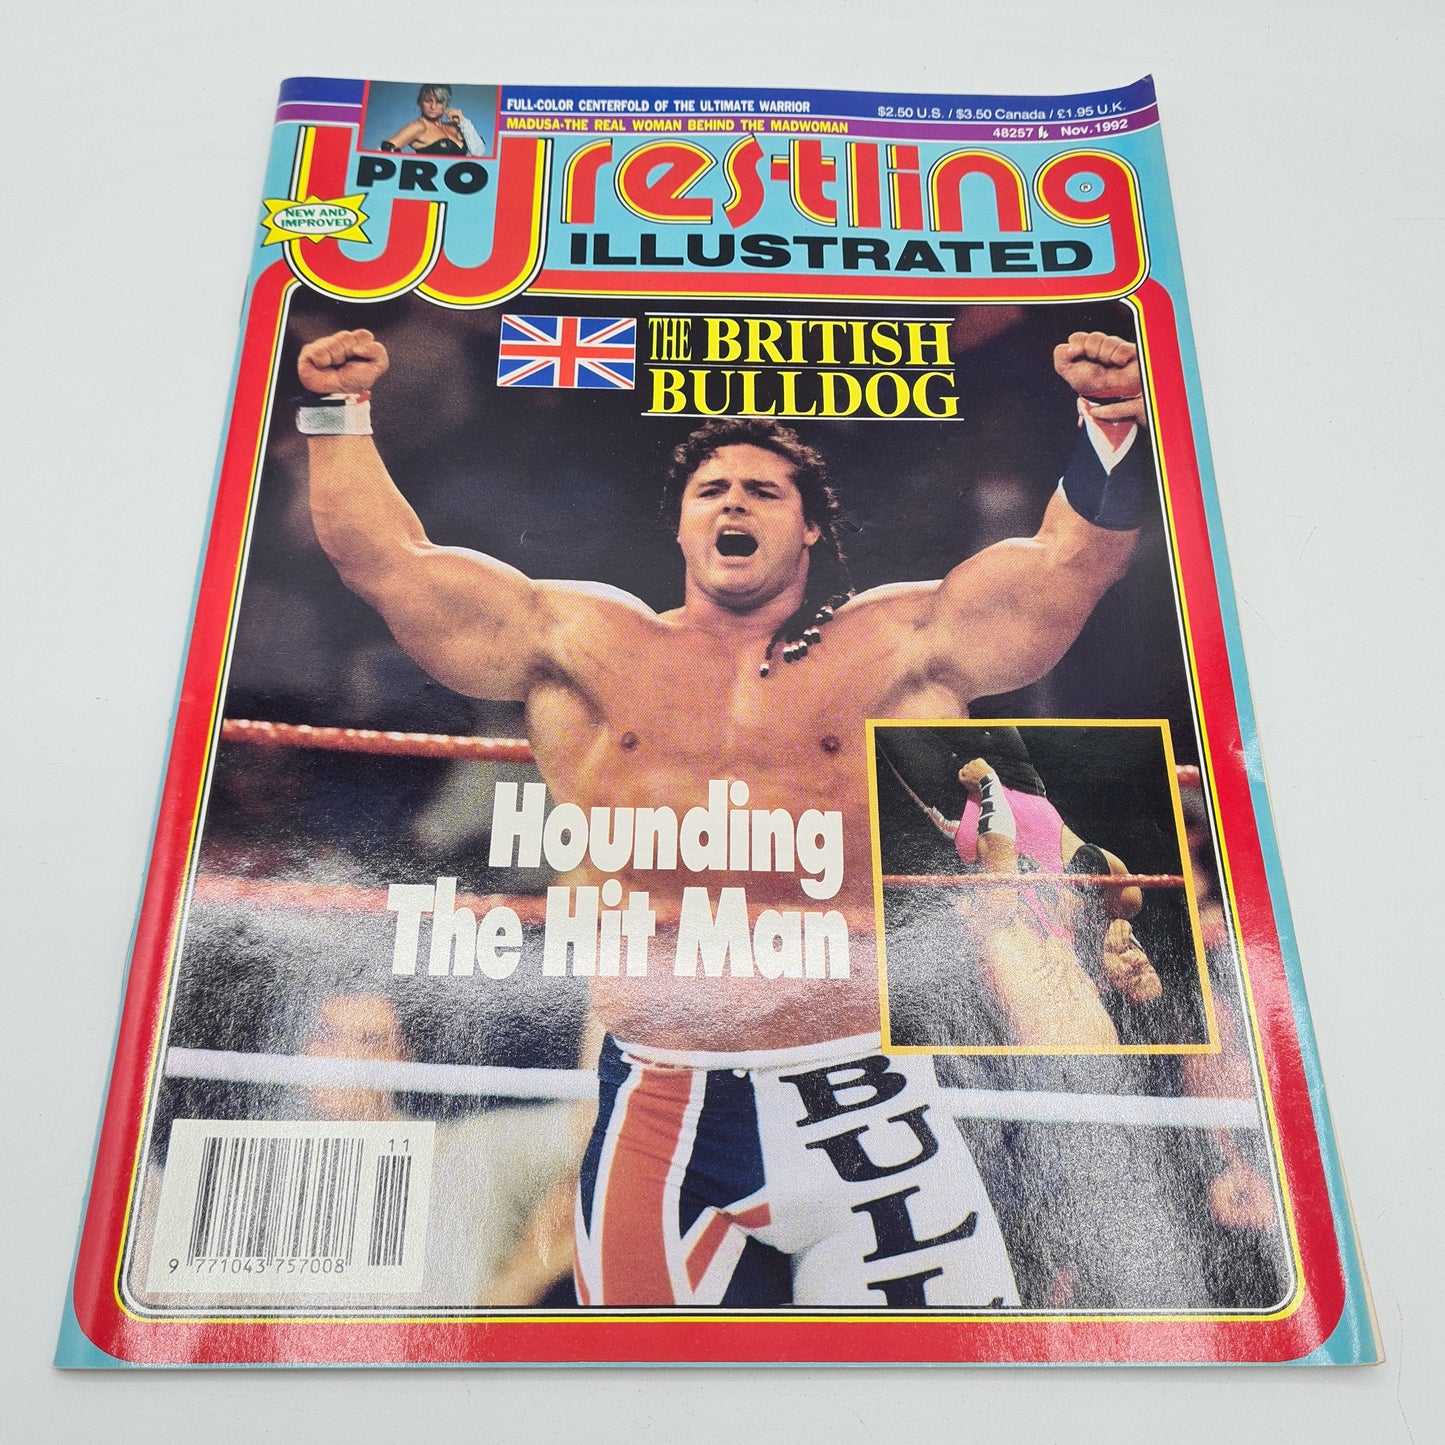 FULL-COLOR CENTERFOLD OF THE ULTIMATE WARRIOR
MADUSA-THE REAL WOMAN BEHIND THE MADWOMAN
$2.50 U.S. / $3.50 Canada / £1.95 U.K.
48257 Nov. 1992
PRO
Wrestling
®
ILLUSTRATED
NEW AND
IMPROVED
THE BRITISH
BULLDOG
Hounding
The Hit Man
BULL
11
9 771043 757008